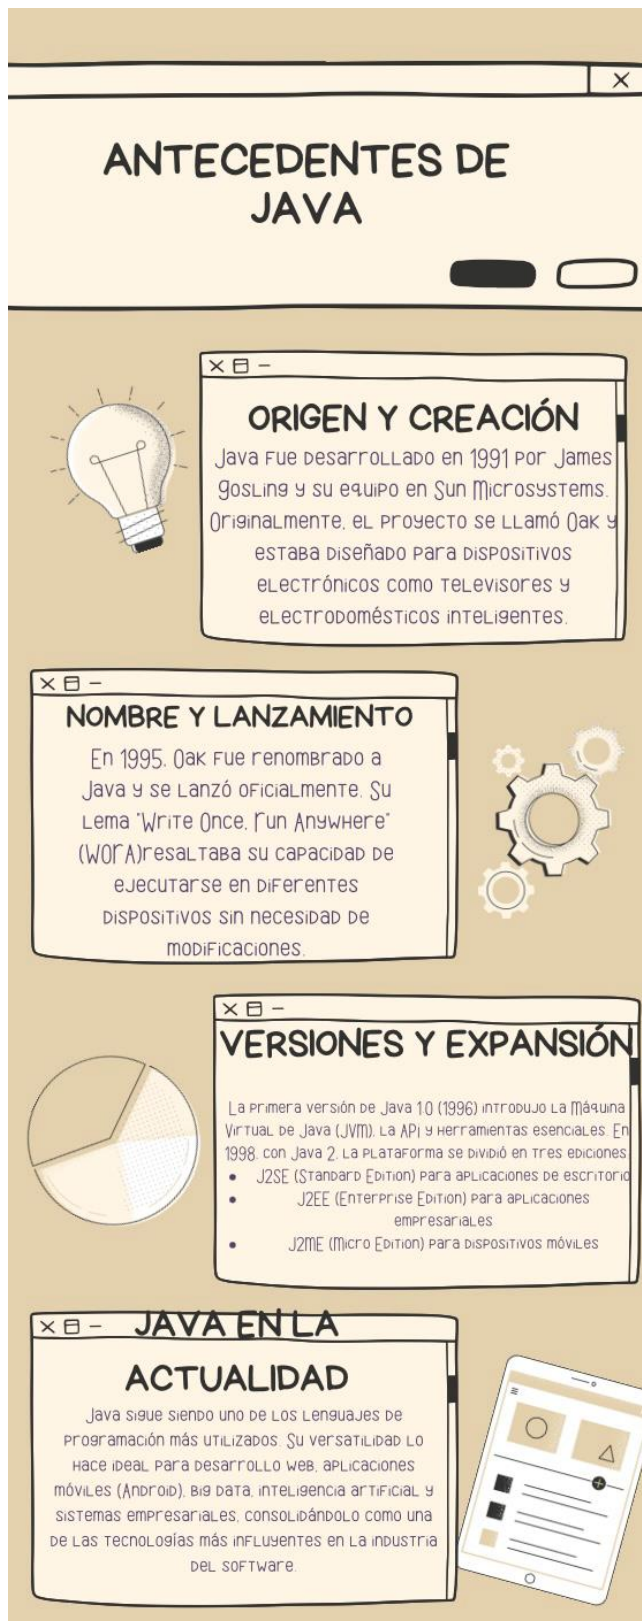 ANTECEDENTES DE
JAVA
ORIGEN Y CREACIÓN
Java fue desarrollado en 1991 por James
Gosling y su equipo en Sun Microsystems.
Originalmente, el proyecto se llamó Oak y
estaba diseñado para dispositivos
electrónicos como televisores y
electrodomésticos inteligentes.
NOMBRE Y LANZAMIENTO
En 1995, Oak fue renombrado a
Java y se lanzó oficialmente. Su
lema "Write Once, Run Anywhere"
(WORA)resaltaba su capacidad de
ejecutarse en diferentes
dispositivos sin necesidad de
modificaciones.
VERSIONES Y EXPANSIÓN
La primera versión de Java 1.0 (1996) introdujo la Máquina
Virtual de Java (JVM), la API y herramientas esenciales. En
1998, con Java 2, la plataforma se dividió en tres ediciones
• J2SE (Standard Edition) para aplicaciones de escritorio
• J2EE (Enterprise Edition) para aplicaciones
empresariales
• J2ME (Micro Edition) para dispositivos móviles
JAVA EN LA
ACTUALIDAD
Java sigue siendo uno de los lenguajes de
programación más utilizados. Su versatilidad lo
hace ideal para desarrollo web, aplicaciones
móviles (Android), big data, inteligencia artificial y
sistemas empresariales, consolidándolo como una
de las tecnologías más influyentes en la industria
del software.